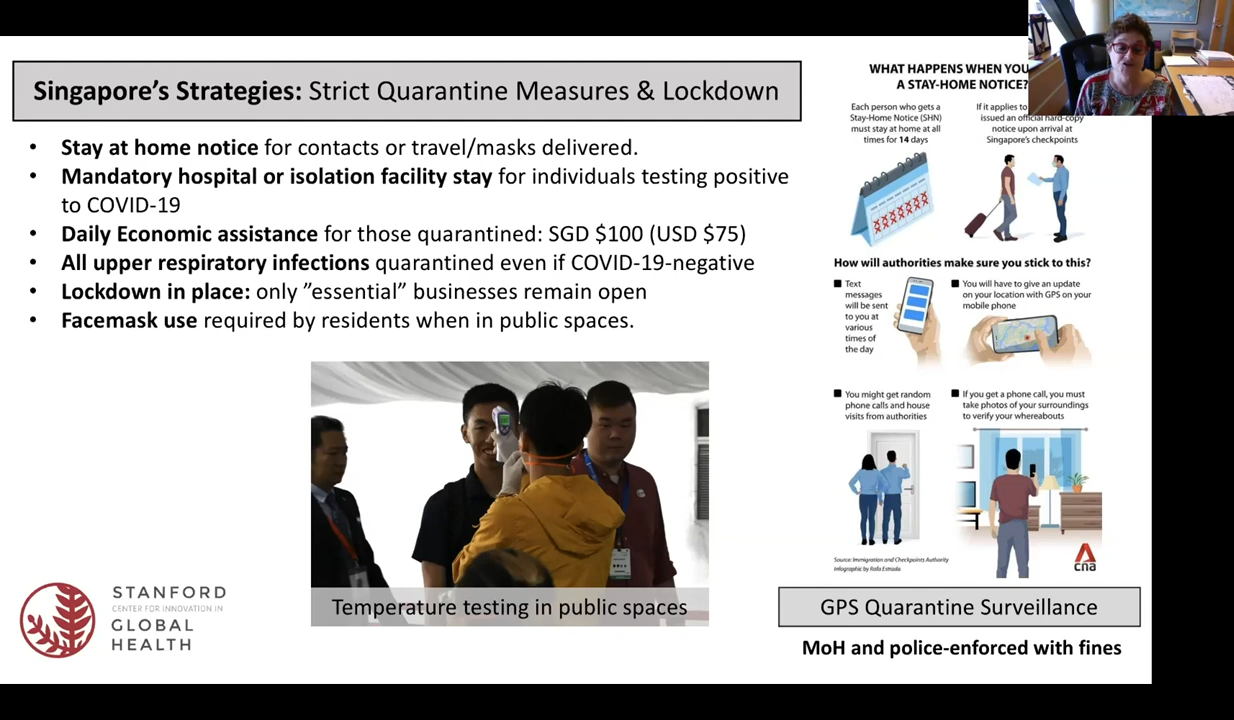 Singapore's Strategies: Strict Quarantine Measures & Lockdown
• Stay at home notice for contacts or travel/masks delivered.
• Mandatory hospital or isolation facility stay for individuals testing positive
to COVID-19
• Daily Economic assistance for those quarantined: SGD $100 (USD $75)
• All upper respiratory infections quarantined even if COVID-19-negative
• Lockdown in place: only ”essential” businesses remain open
• Facemask use required by residents when in public spaces.
Temperature testing in public spaces
STANFORD
CENTER FOR INNOVATION IN
GLOBAL
HEALTH
WHAT HAPPENS WHEN YOU
A STAY-HOME NOTICE?
Each person who gets a
Stay-Home Notice (SHN)
must stay at home at all
times for 14 days
If it applies to
issued an official hard-copy
notice upon arrival at
Singapore's checkpoints
How will authorities make sure you stick to this?
Text
messages
will be sent
to you at
various
times of
the day
You will have to give an update
on your location with GPS on your
mobile phone
You might get random
phone calls and house
visits from authorities
If you get a phone call, you must
take photos of your surroundings
to verify your whereabouts
Source: Immigration and Checkpoints Authority
Infographic by Rafa Estrada
cna
GPS Quarantine Surveillance
MoH and police-enforced with fines